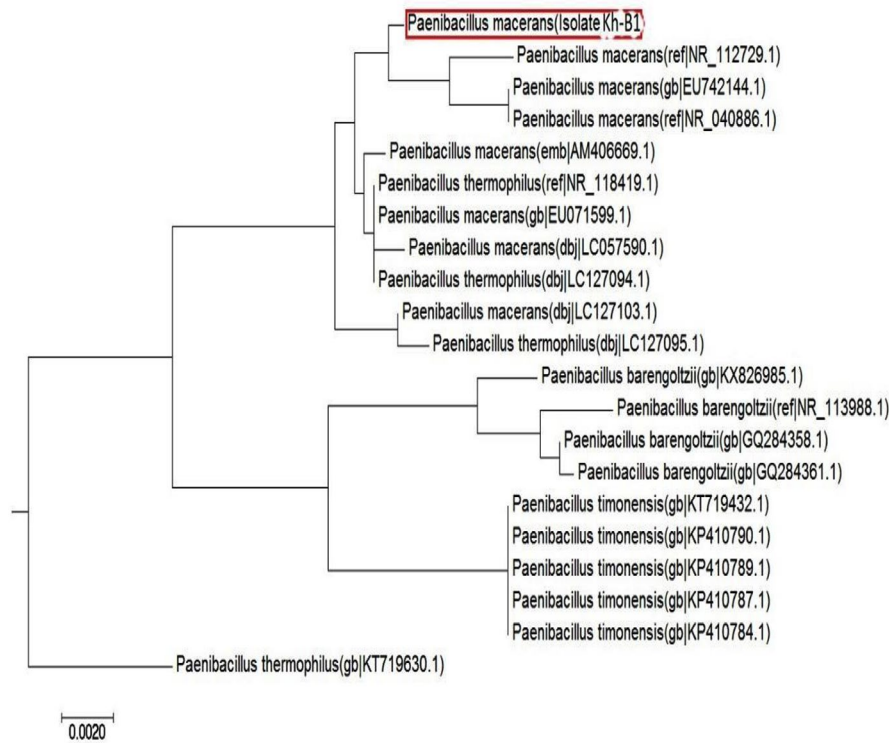 Paenibacillus macerans(Isolate Kh-B1
Paenibacillus macerans(ref|NR_112729.1)
Paenibacillus macerans(gb|EU742144.1)
Paenibacillus macerans(ref|NR_040886.1)
Paenibacillus macerans(emb|AM406669.1)
Paenibacillus thermophilus(ref|NR_118419.1)
Paenibacillus macerans(gb|EU071599.1)
Paenibacillus macerans(dbj|LC057590.1)
Paenibacillus thermophilus(dbj|LC127094.1)
Paenibacillus macerans(dbj|LC127103.1)
Paenibacillus thermophilus(dbj|LC127095.1)
Paenibacillus barengoltzii(gb|KX826985.1)
Paenibacillus barengoltzii(ref|NR_113988.1)
Paenibacillus barengoltzii(gb|GQ284358.1)
Paenibacillus barengoltzii(gb|GQ284361.1)
Paenibacillus timonensis(gb|KT719432.1)
Paenibacillus timonensis(gb|KP410790.1)
Paenibacillus timonensis(gb|KP410789.1)
Paenibacillus timonensis(gb|KP410787.1)
Paenibacillus timonensis(gb|KP410784.1)
Paenibacillus thermophilus(gb|KT719630.1)
0.0020